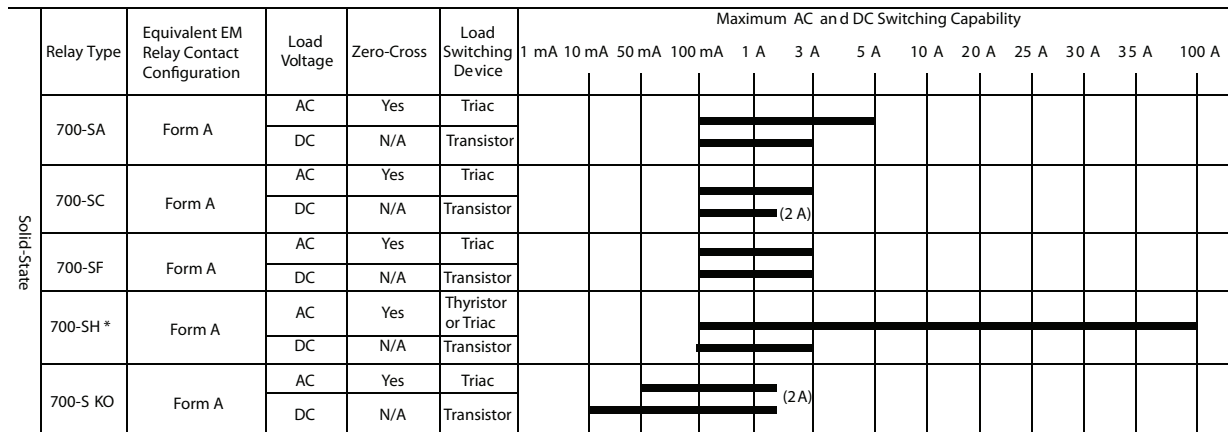 Maximum AC and DC Switching Capability
Relay Type
Equivalent EM
Relay Contact
Configuration
Load
Voltage
Zero-Cross
Load
Switching
Device
1 mA 10 mA 50 mA 100 mA 1 A 3 A 5 A 10 A 20 A 25 A 30 A 35 A 100 A
Solid-State
700-SA
Form A
AC Yes Triac
DC N/A Transistor
700-SC
Form A
AC Yes Triac
DC N/A Transistor (2 A)
700-SF
Form A
AC Yes Triac
DC N/A Transistor
700-SH *
Form A
AC Yes Thyristor
or Triac
DC N/A Transistor
700-S KO
Form A
AC Yes Triac
(2 A)
DC N/A Transistor